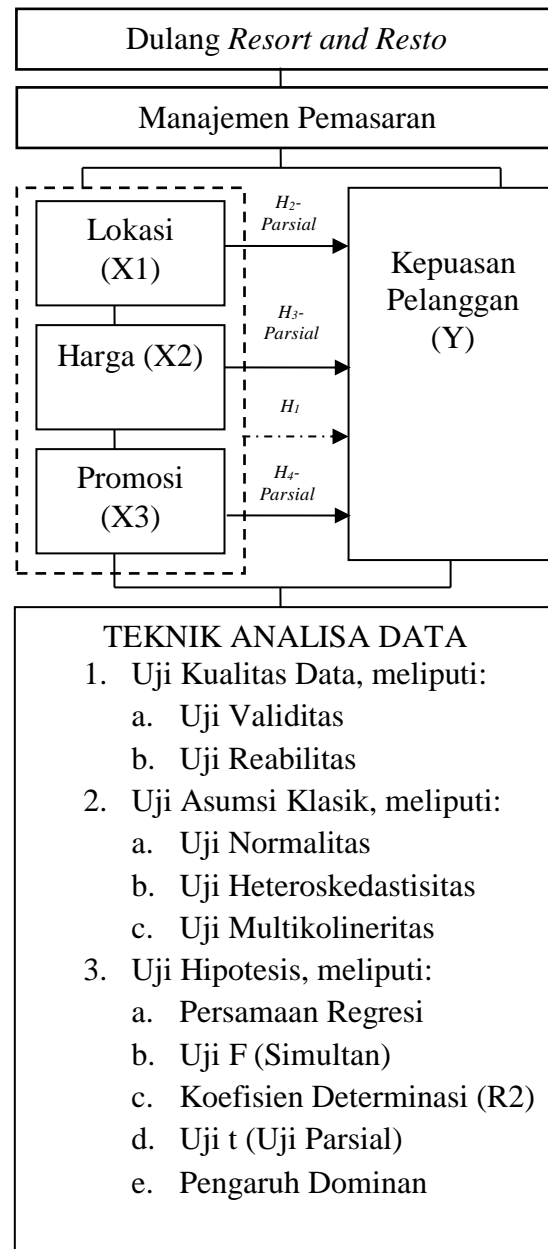 Dulang Resort and Resto
Manajemen Pemasaran
Lokasi
(X1)
H2-
Parsial
Kepuasan
Pelanggan
(Y)
Harga (X2)
H3-
Parsial
H1
Promosi
(X3)
H4-
Parsial
TEKNIK ANALISA DATA
1. Uji Kualitas Data, meliputi:
a. Uji Validitas
b. Uji Reabilitas
2. Uji Asumsi Klasik, meliputi:
a. Uji Normalitas
b. Uji Heteroskedastisitas
c. Uji Multikolineritas
3. Uji Hipotesis, meliputi:
a. Persamaan Regresi
b. Uji F (Simultan)
c. Koefisien Determinasi (R2)
d. Uji t (Uji Parsial)
e. Pengaruh Dominan